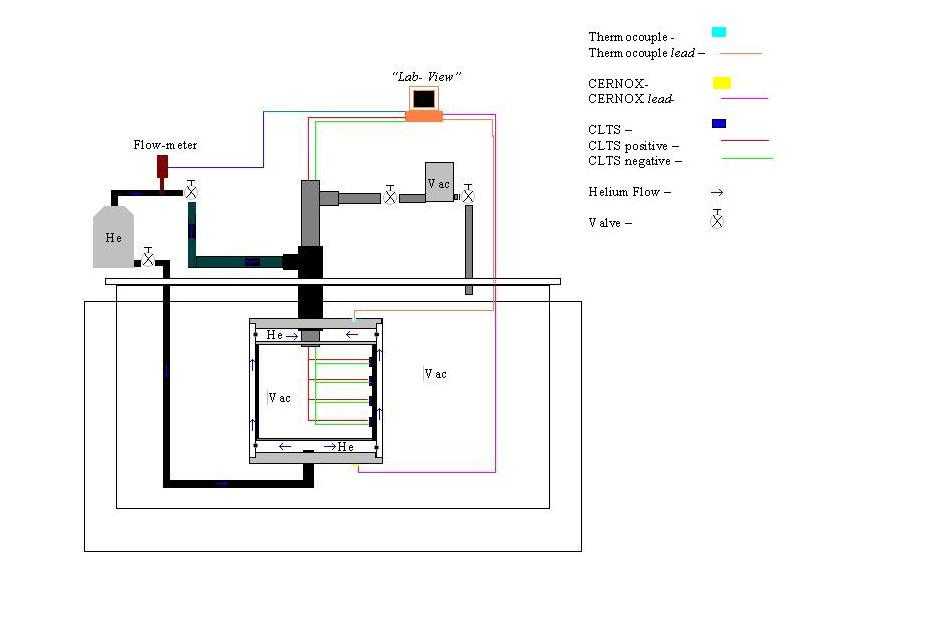 Thermocouple -
Thermocouple lead –
CERNOX-
CERNOX lead-
CLTS –
CLTS positive –
CLTS negative –
Helium Flow –
Valve –
“Lab- View”
Flow-meter
Vac
He
He
Vac
Vac
He